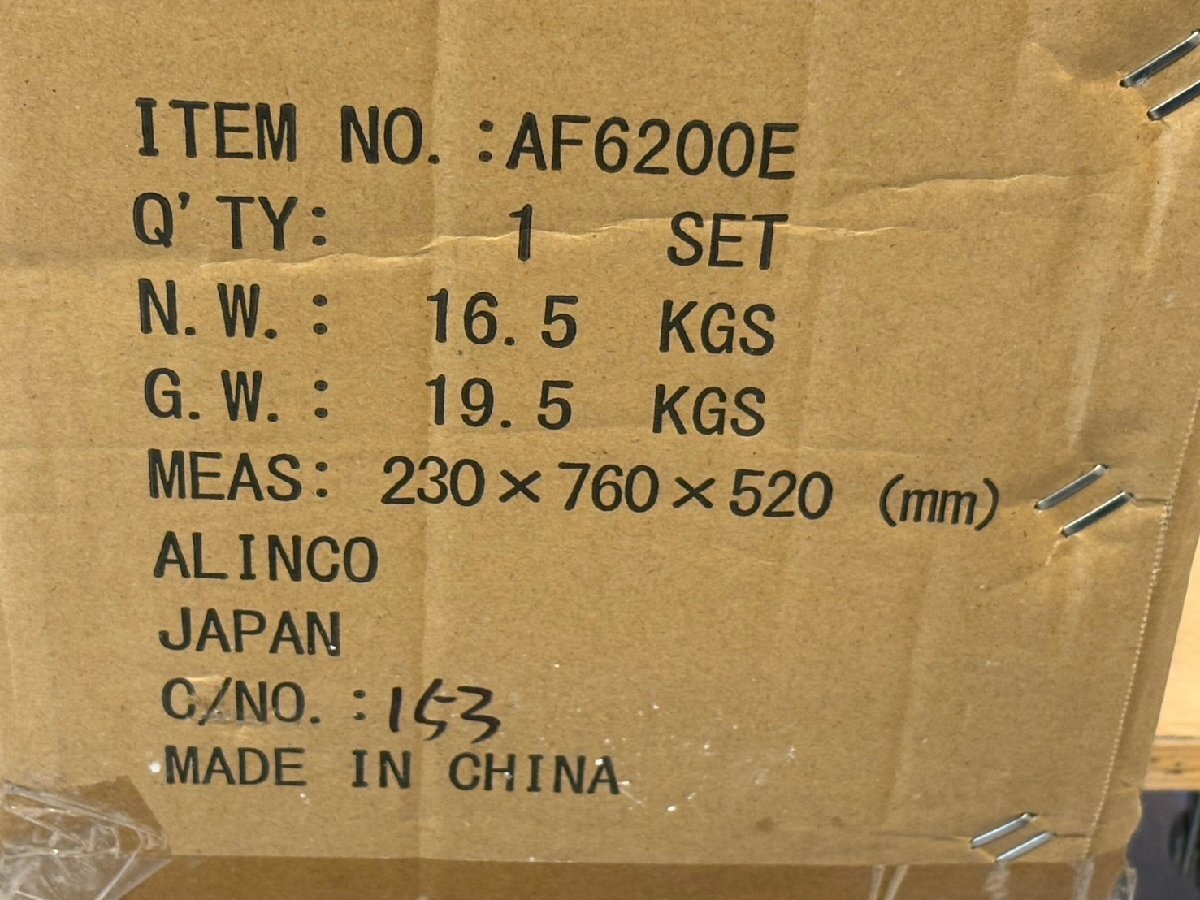 ITEM NO.:AF6200E
Q'TY: 1 SET
N.W.: 16.5 KGS
G.W.: 19.5 KGS
MEAS: 230×760×520 (mm)
ALINCO
JAPAN
C/NO.:153
MADE IN CHINA